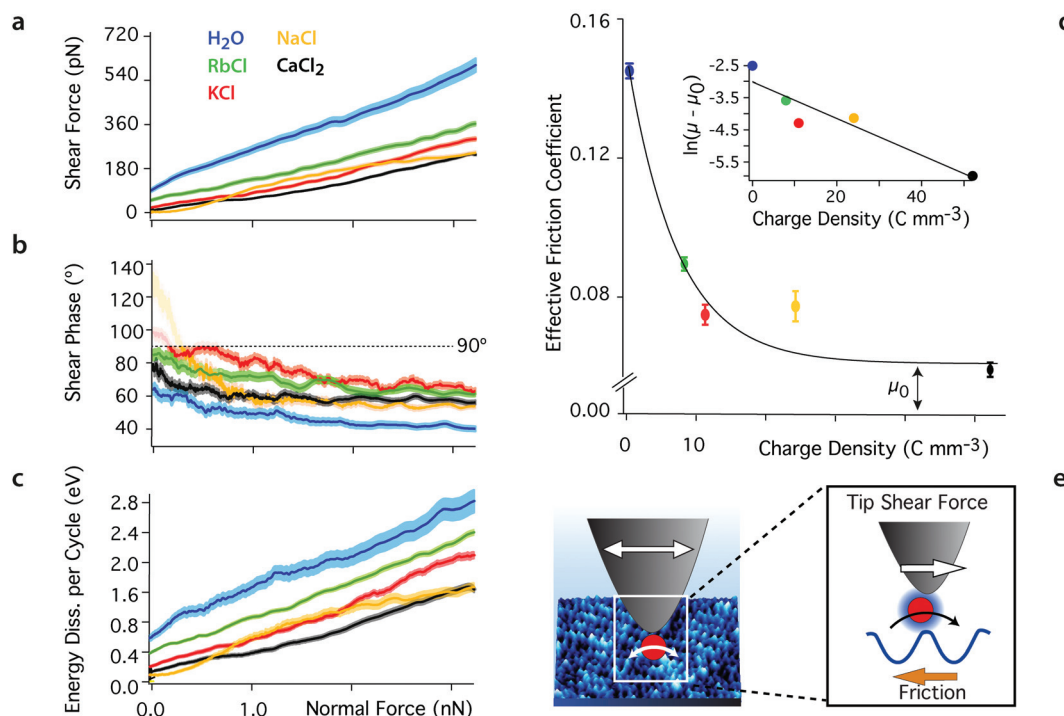 a
720
540
360
180
0
Shear Force (pN)
H2O
NaCl
RbCl
CaCl2
KCl
b
140
120
100
80
60
40
Shear Phase (°)
90º
c
2.8
2.4
1.6
0.8
0.4
0.0
Energy Diss. per Cycle (eV)
0.0
1.0
Normal Force (nN)
0.16
0.12
0.08
0.00
Effective Friction Coefficient
0
10
Charge Density (C mm-3)
μ0
-2.5
-3.5
-4.5
-5.5
ln(μ - μ0)
0
20
40
Charge Density (C mm-3)
e
Tip Shear Force
Friction